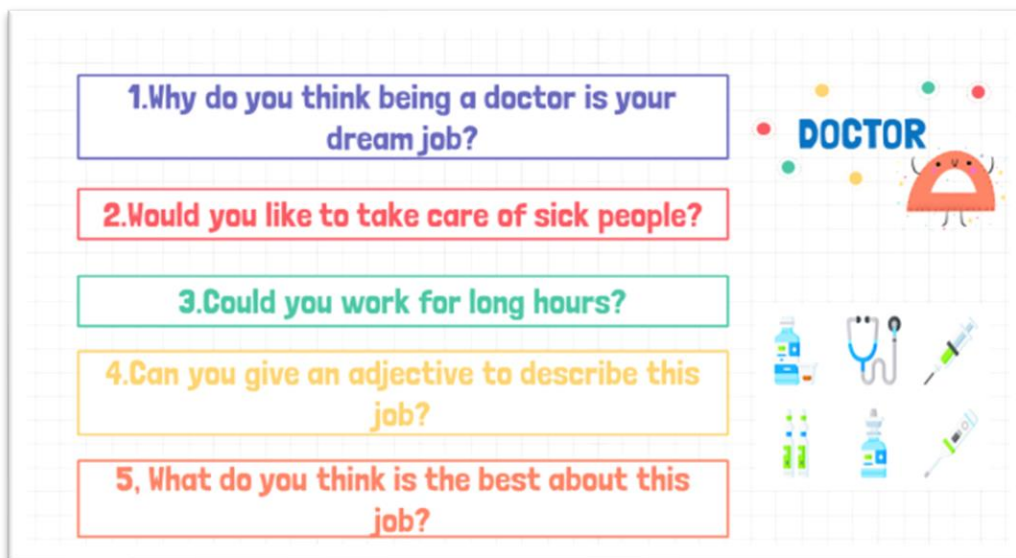 1.Why do you think being a doctor is your
dream job?
2.Would you like to take care of sick people?
3.Could you work for long hours?
4.Can you give an adjective to describe this
job?
5, What do you think is the best about this
job?
DOCTOR